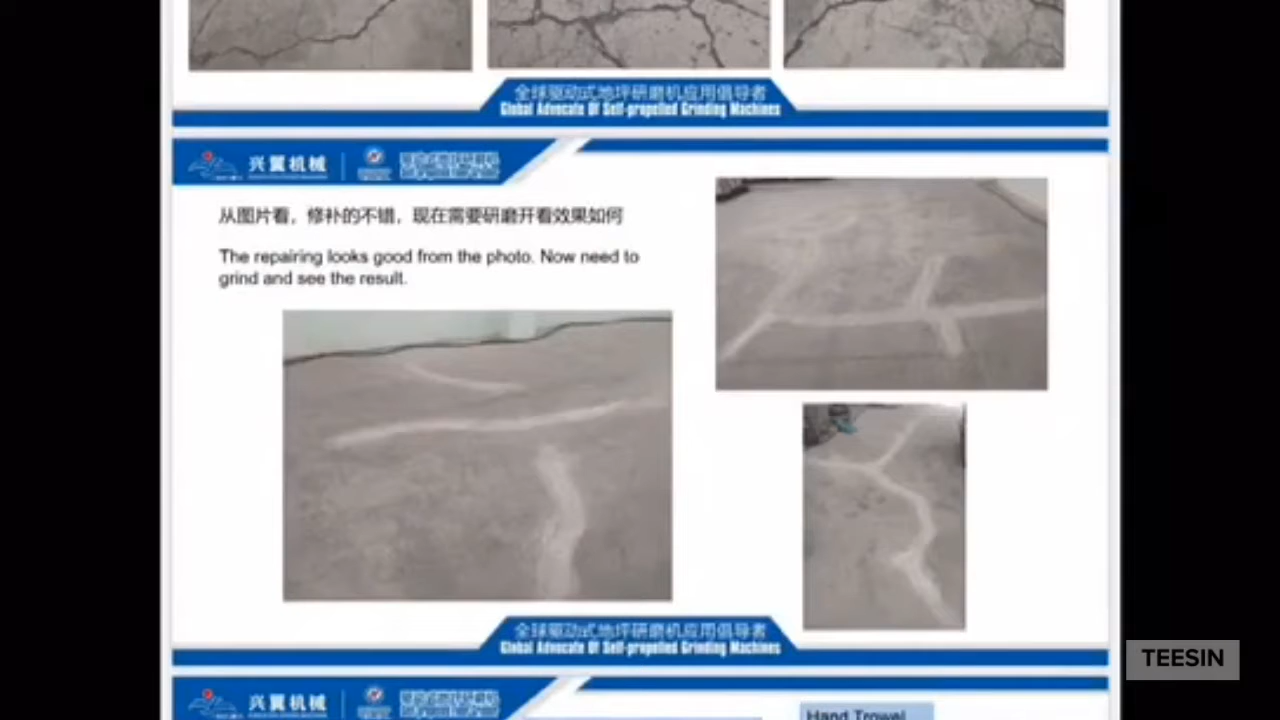 全球驱动式地坪研磨机应用倡导者
Global Advocate Of Self-propelled Grinding Machines
兴翼机械
从图片看，修补的不错，现在需要研磨开看效果如何
The repairing looks good from the photo. Now need to
grind and see the result.
全球驱动式地坪研磨机应用倡导者
Global Advocate Of Self-propelled Grinding Machines
TEESIN
兴翼机械
Hand Trowel